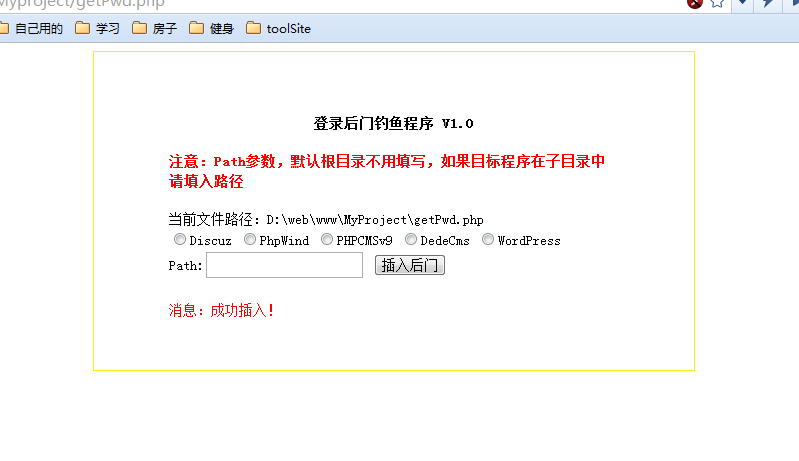 Myproject/getPwd.php
自己用的 学习 房子 健身 toolSite
登录后门钓鱼程序 V1.0
注意：Path参数，默认根目录不用填写，如果目标程序在子目录中
请填入路径
当前文件路径：D:\web\www\MyProject\getPwd.php
Discuz PhpWind PHPCMSv9 DedeCms WordPress
Path: 插入后门
消息：成功插入!